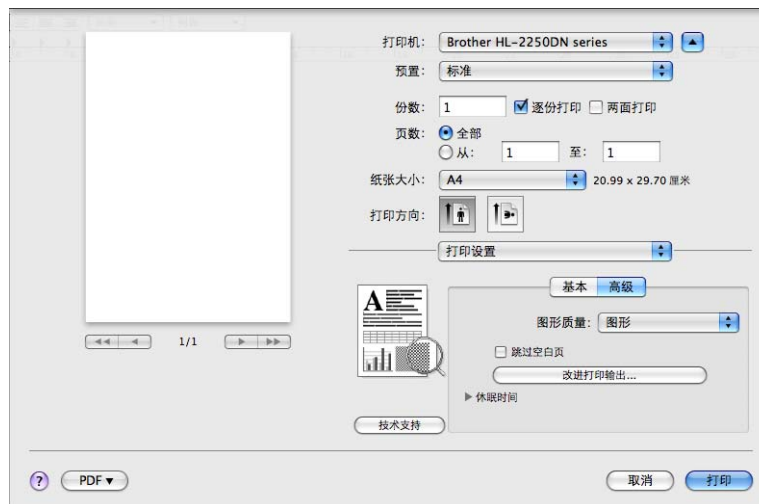 打印机: Brother HL-2250DN series
预置: 标准
份数: 1 逐份打印 两面打印
页数: 全部
从: 1 至: 1
纸张大小: A4 20.99 x 29.70 厘米
打印方向:
打印设置
基本 高级
图形质量: 图形
跳过空白页
改进打印输出...
休眠时间
技术支持
1/1
? PDF▼ 取消 打印